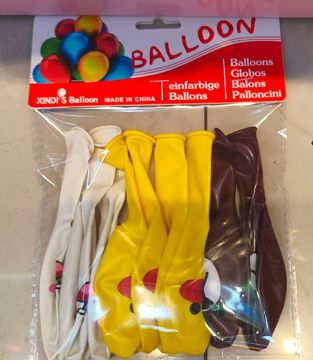 BALLOON
XINDI'S Balloon
MADE IN CHINA
einfarbige
Ballons
Balloons
Globos
Balons
Palloncini